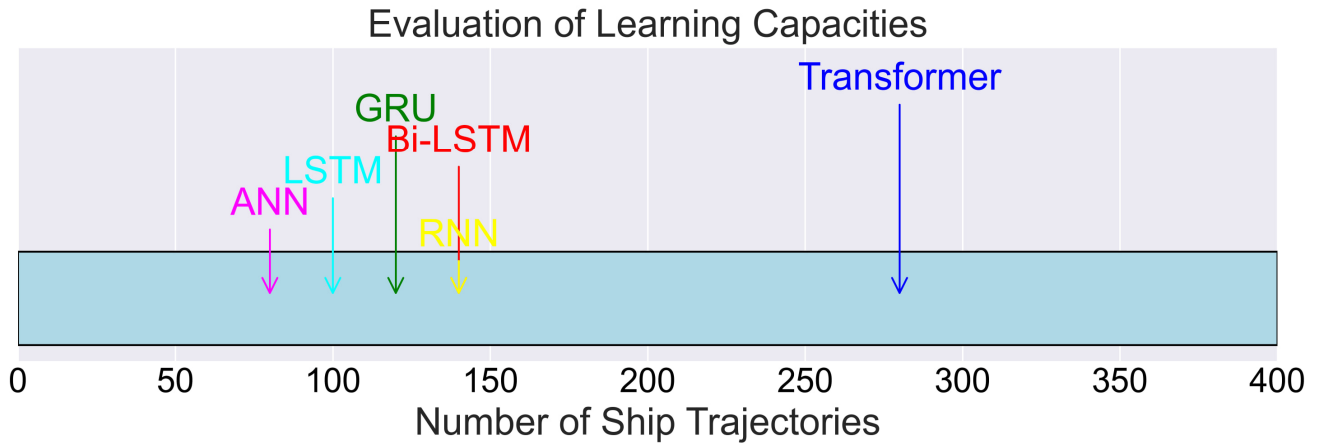 Evaluation of Learning Capacities
Transformer
GRU
Bi-LSTM
LSTM
ANN
RNN
0 50 100 150 200 250 300 350 400
Number of Ship Trajectories